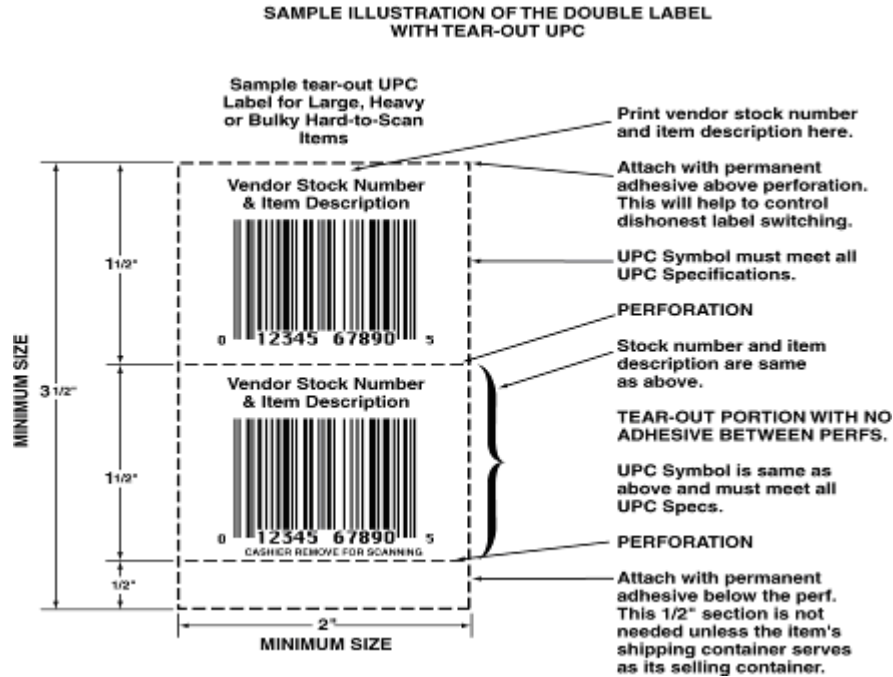 SAMPLE ILLUSTRATION OF THE DOUBLE LABEL
WITH TEAR-OUT UPC
Sample tear-out UPC
Label for Large, Heavy
or Bulky Hard-to-Scan
Items
Print vendor stock number
and item description here.
Attach with permanent
adhesive above perforation.
This will help to control
dishonest label switching.
UPC Symbol must meet all
UPC Specifications.
PERFORATION
Stock number and item
description are same
as above.
TEAR-OUT PORTION WITH NO
ADHESIVE BETWEEN PERFS.
UPC Symbol is same as
above and must meet all
UPC Specs.
PERFORATION
Attach with permanent
adhesive below the perf.
This 1/2" section is not
needed unless the item's
shipping container serves
as its selling container.
Vendor Stock Number
& Item Description
0 12345 67890 5
Vendor Stock Number
& Item Description
0 12345 67890 5
CASHIER REMOVE FOR SCANNING
MINIMUM SIZE
3 1/2"
1 1/2"
1 1/2"
1/2"
2"
MINIMUM SIZE